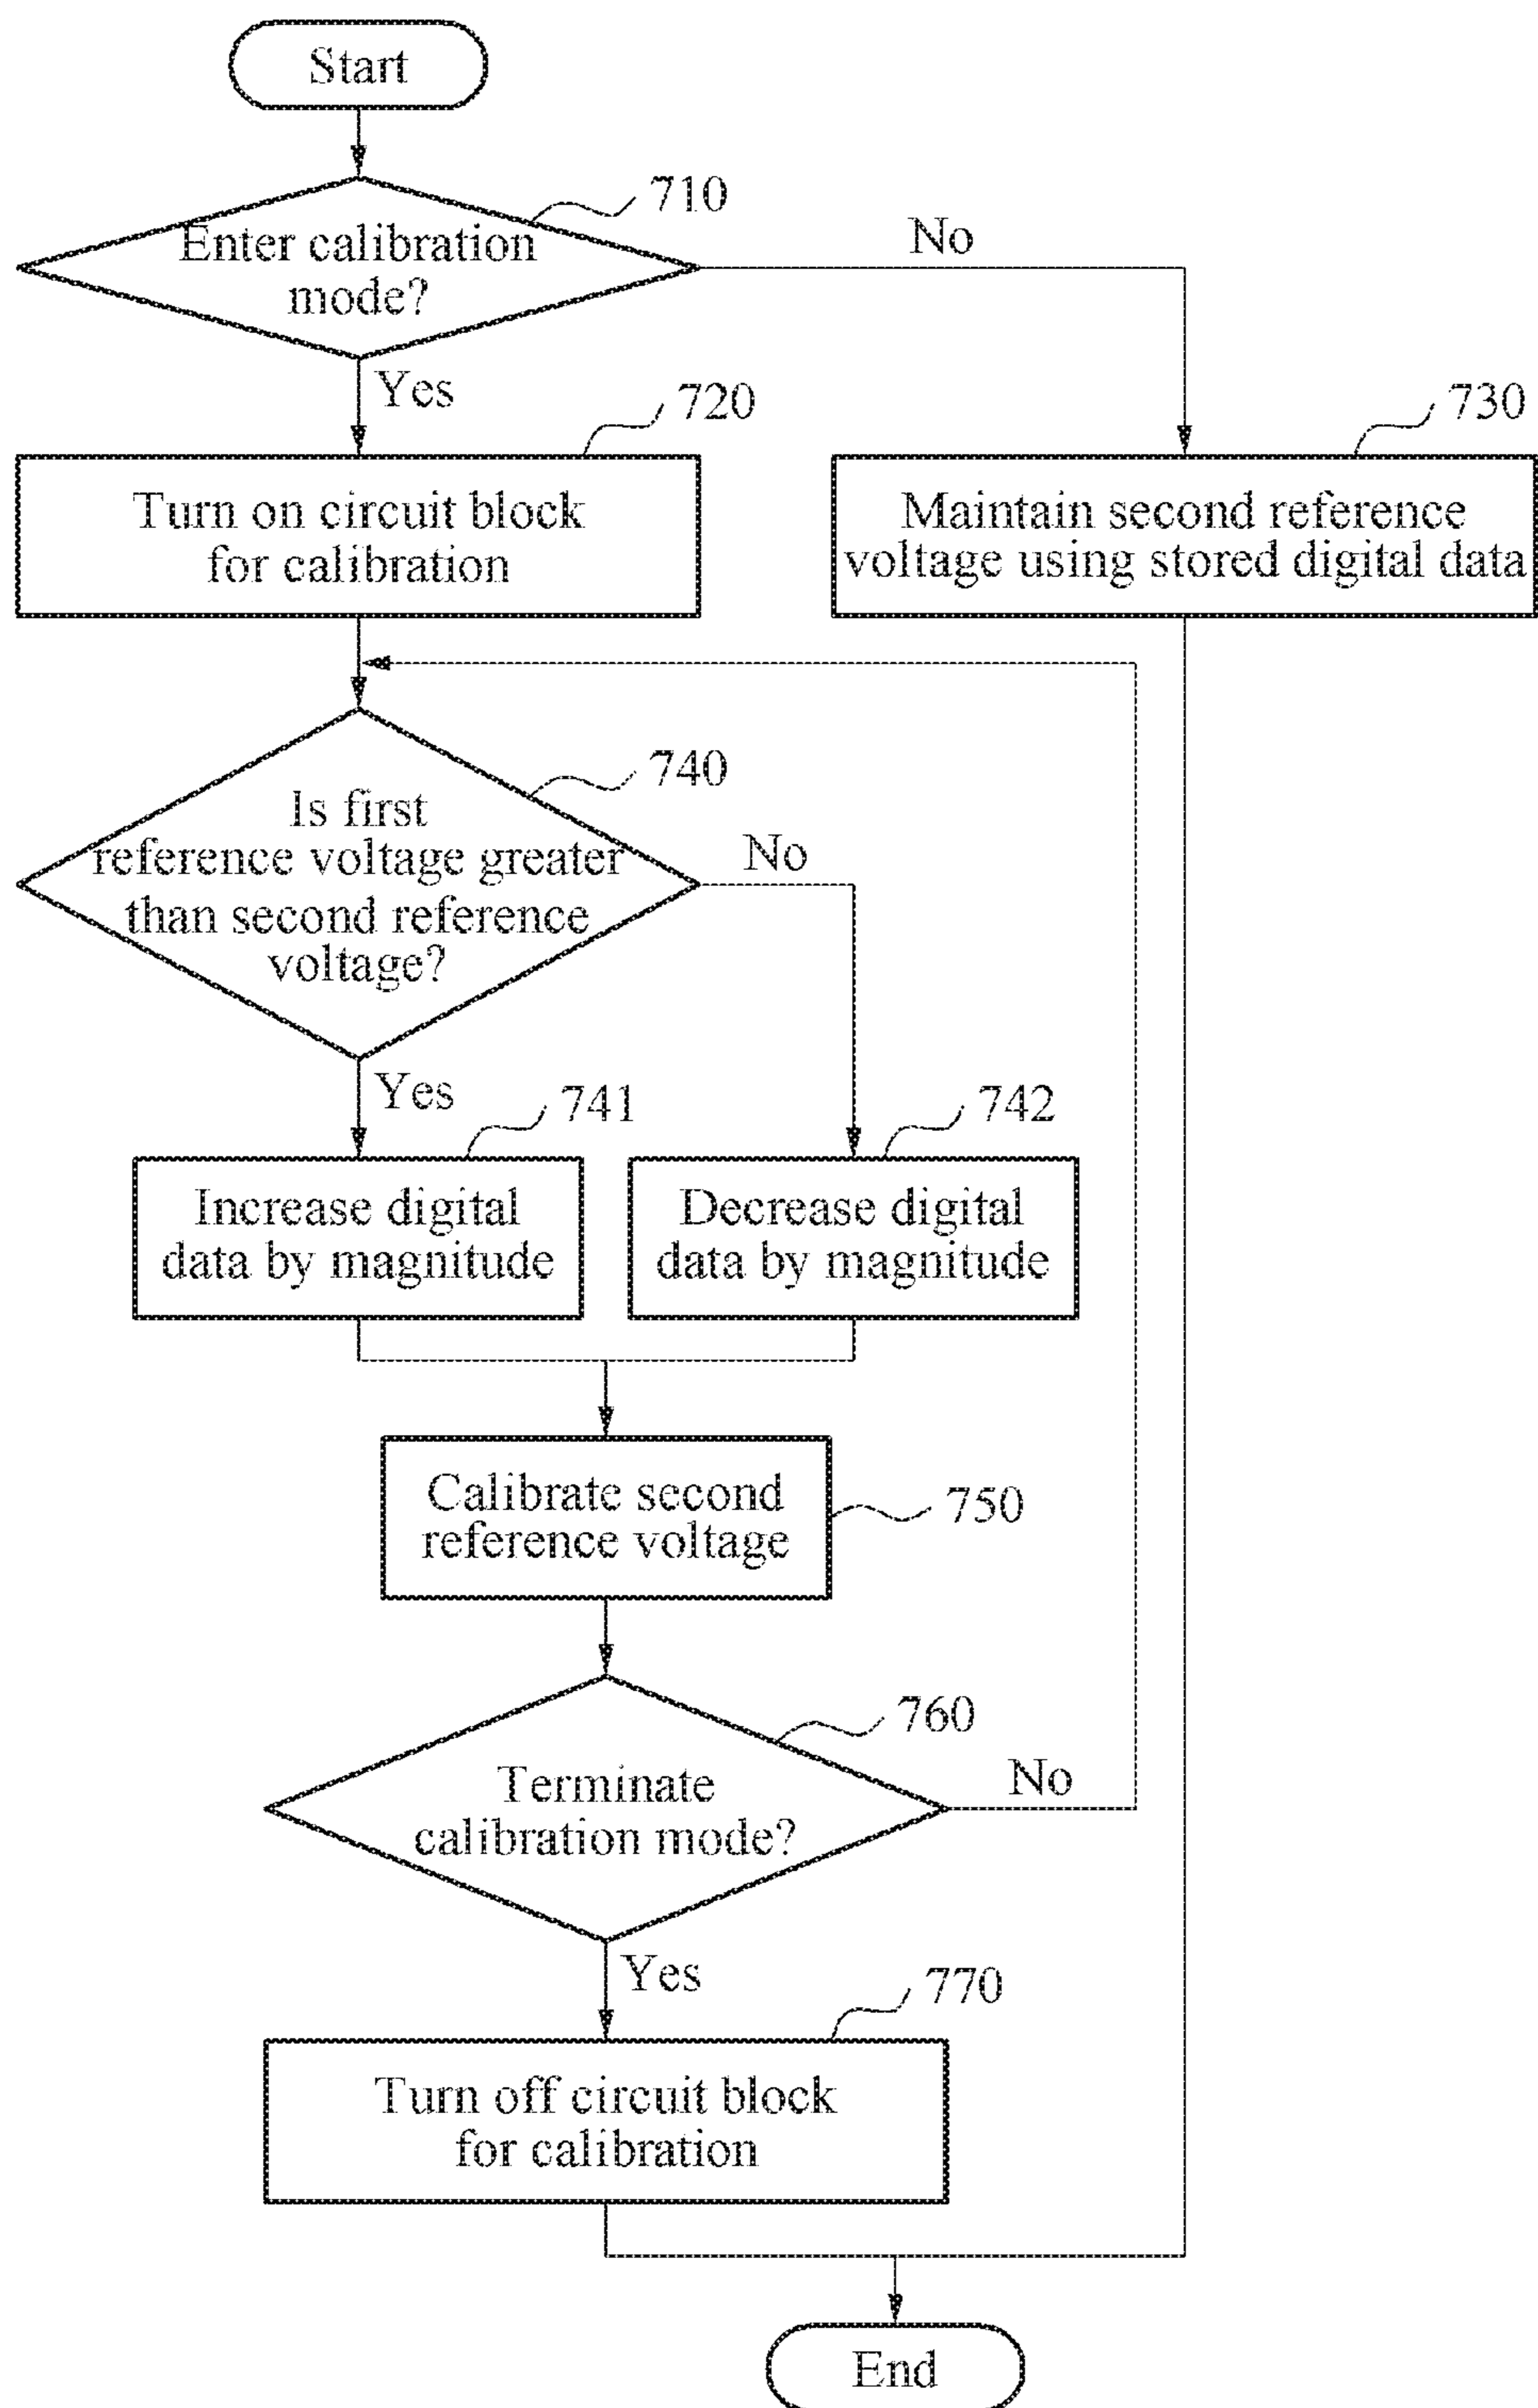 Start
710
Enter calibration
mode?
No
Yes
720
730
Turn on circuit block
for calibration
Maintain second reference
voltage using stored digital data
740
Is first
reference voltage greater
than second reference
voltage?
No
Yes
741
742
Increase digital
data by magnitude
Decrease digital
data by magnitude
Calibrate second
reference voltage
750
760
Terminate
calibration mode?
No
Yes
770
Turn off circuit block
for calibration
End